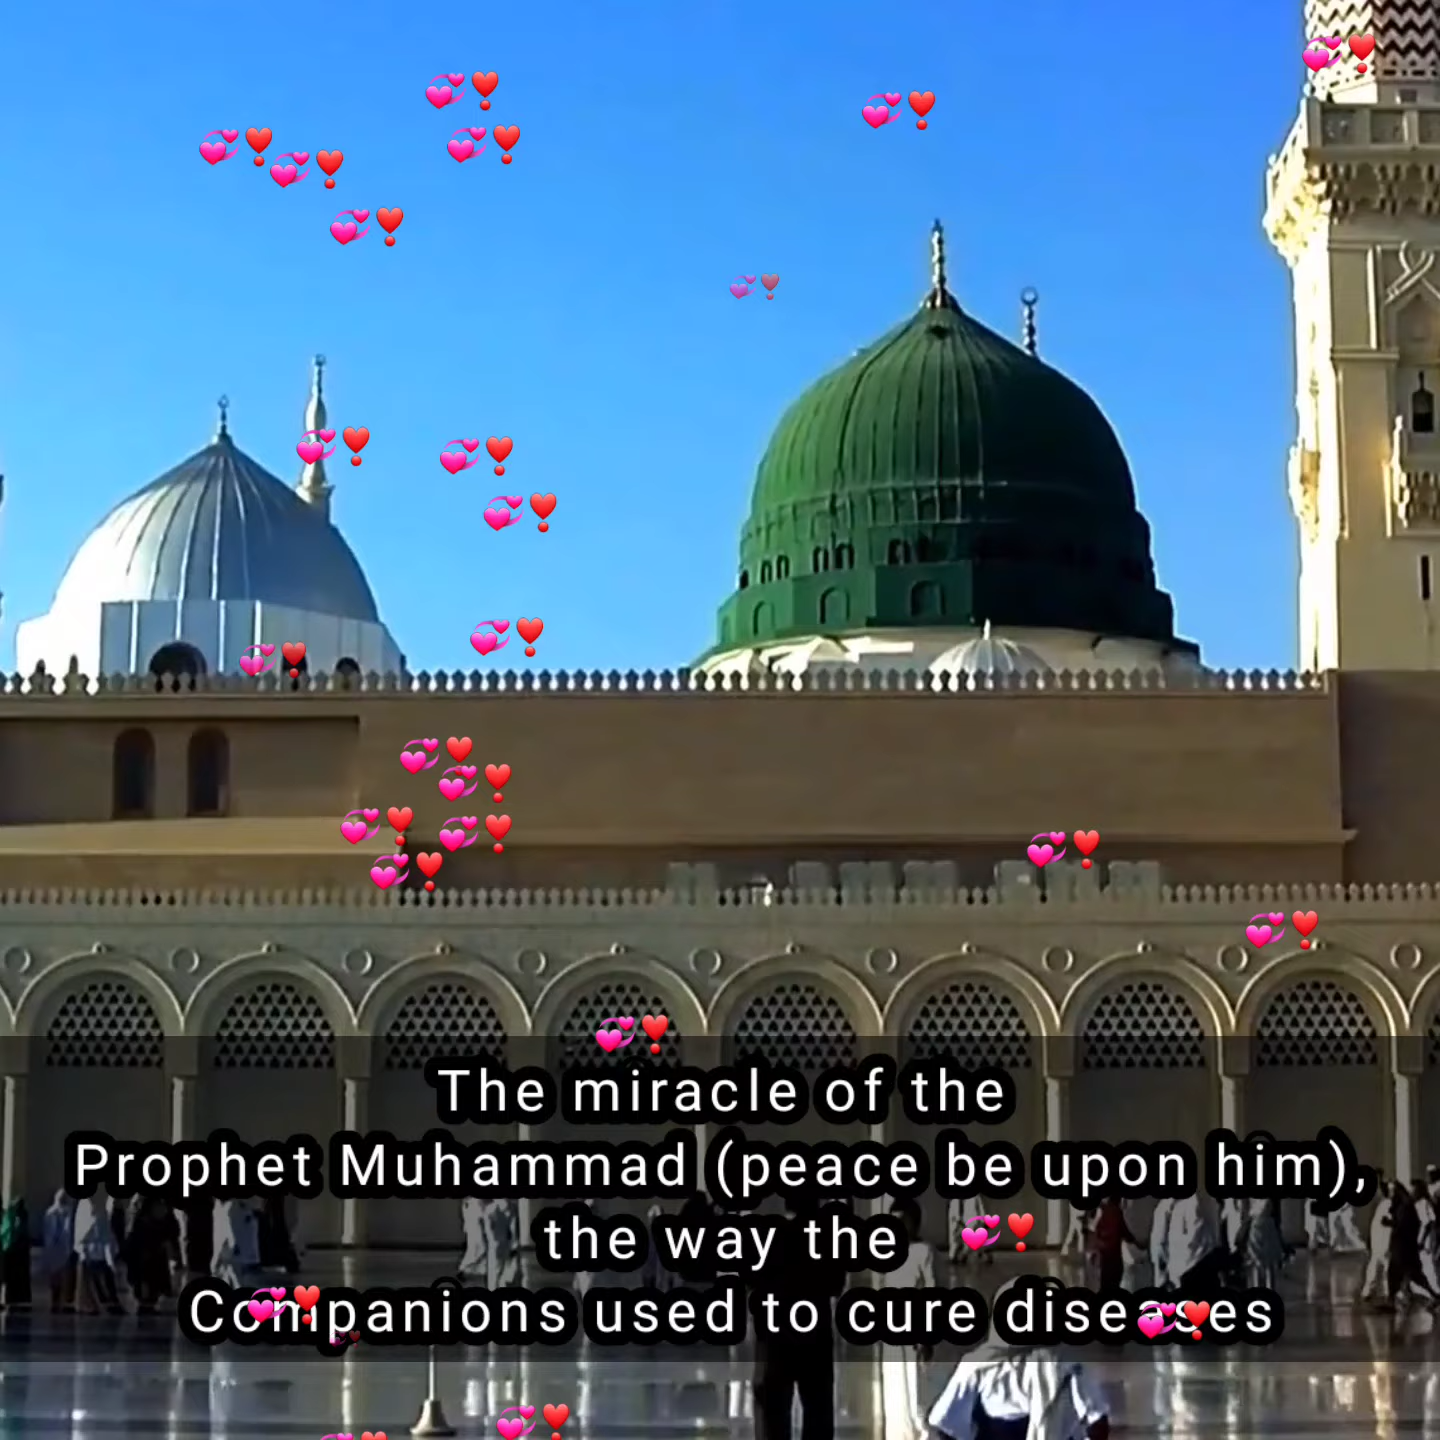 The miracle of the
Prophet Muhammad (peace be upon him),
the way the
Companions used to cure diseases